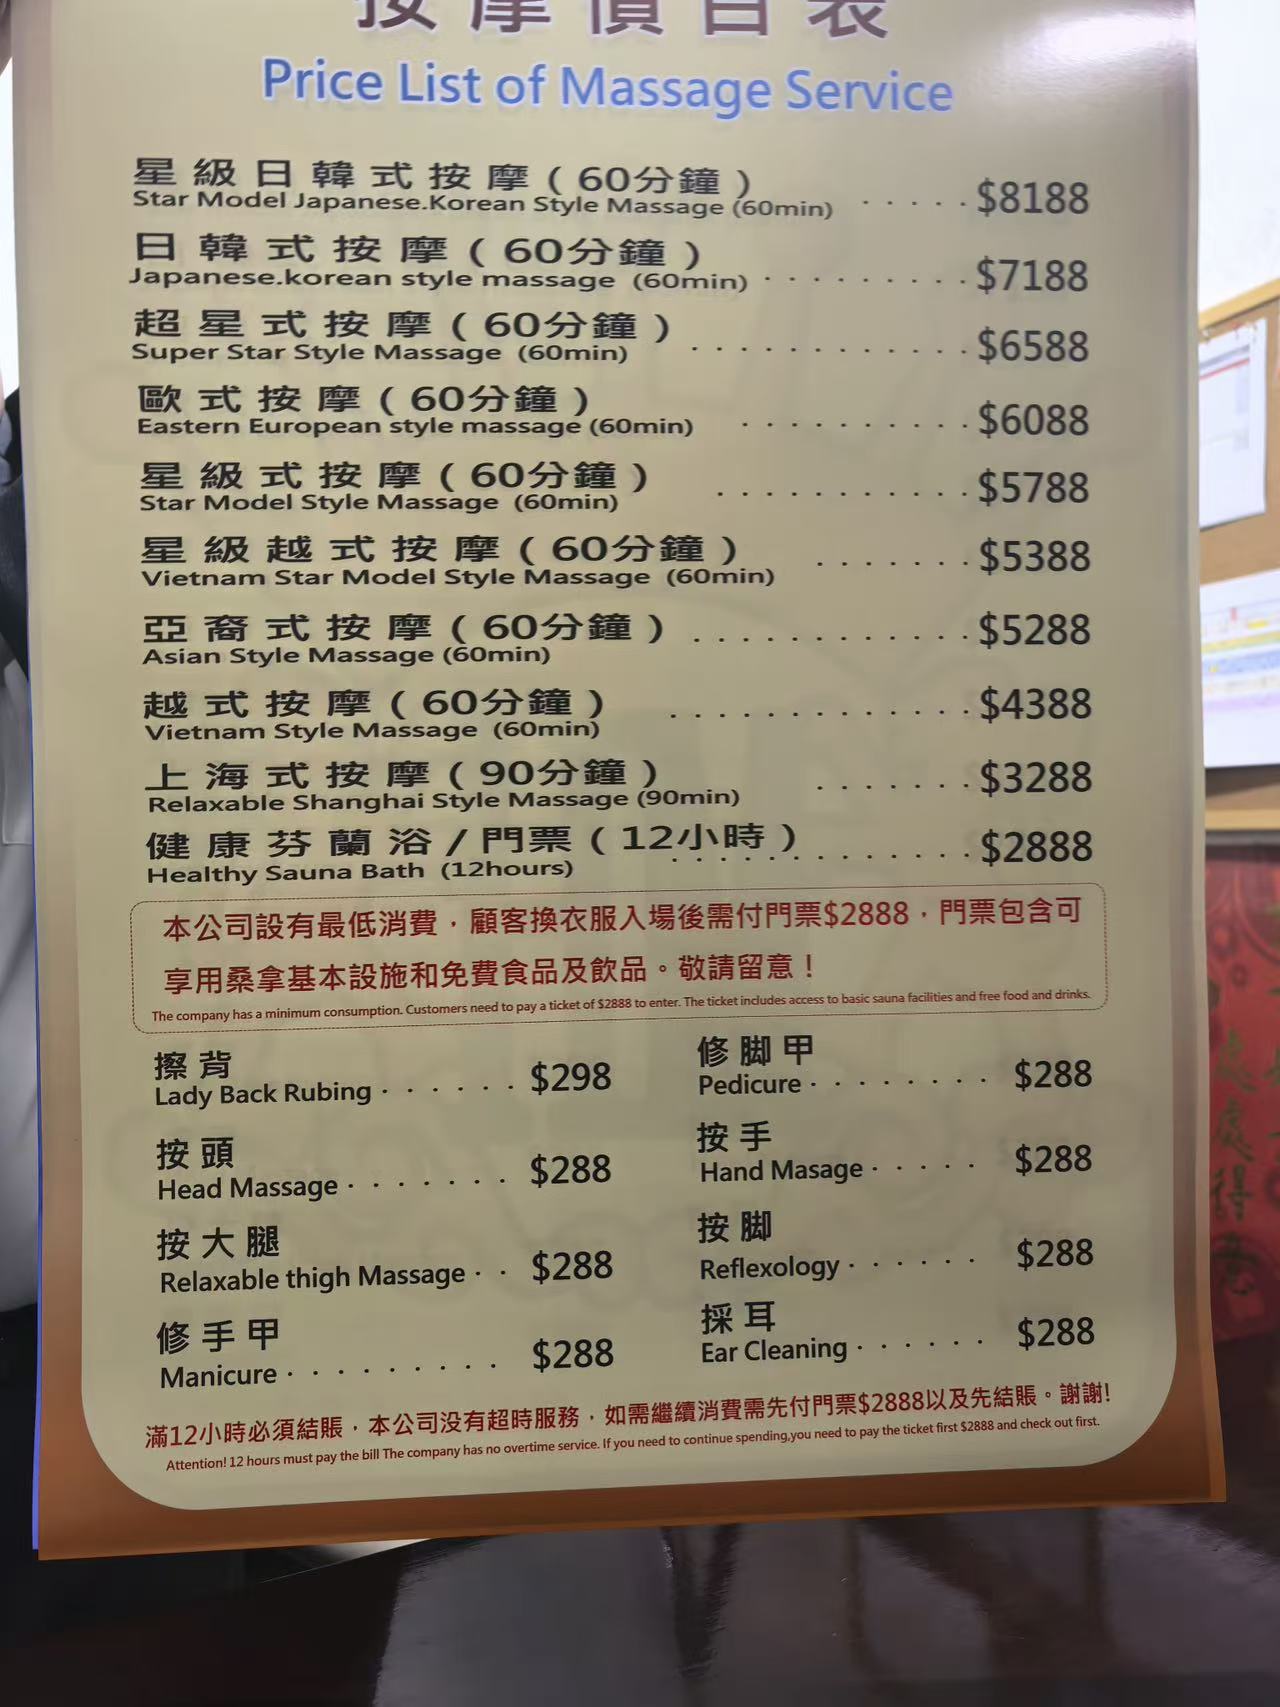 按摩價目表
Price List of Massage Service
星級日韓式按摩(60分鐘)
Star Model Japanese.Korean Style Massage (60min) ····· $8188
日韓式按摩(60分鐘)
Japanese.korean style massage (60min) ········· $7188
超星式按摩(60分鐘)
Super Star Style Massage (60min) ············ $6588
歐式按摩(60分鐘)
Eastern European style massage (60min) ·········· $6088
星級式按摩(60分鐘)
Star Model Style Massage (60min) ··········· $5788
星級越式按摩(60分鐘)
Vietnam Star Model Style Massage (60min) ······· $5388
亞裔式按摩(60分鐘) ············ $5288
Asian Style Massage (60min)
越式按摩(60分鐘) ············· $4388
Vietnam Style Massage (60min)
上海式按摩(90分鐘) ······· $3288
Relaxable Shanghai Style Massage (90min)
健康芬蘭浴/門票(12小時) ············· $2888
Healthy Sauna Bath (12hours)
本公司設有最低消費，顧客換衣服入場後需付門票$2888，門票包含可
享用桑拿基本設施和免費食品及飲品。敬請留意！
The company has a minimum consumption. Customers need to pay a ticket of $2888 to enter. The ticket includes access to basic sauna facilities and free food and drinks.
擦背
Lady Back Rubing ······ $298
修脚甲
Pedicure ········ $288
按頭
Head Massage ······· $288
按手
Hand Masage ····· $288
按大腿
Relaxable thigh Massage ·· $288
按脚
Reflexology ······ $288
修手甲
Manicure ········· $288
採耳
Ear Cleaning ······ $288
滿12小時必須結賬，本公司没有超時服務，如需繼續消費需先付門票$2888以及先結賬。謝謝!
Attention! 12 hours must pay the bill The company has no overtime service. If you need to continue spending,you need to pay the ticket first $2888 and check out first.